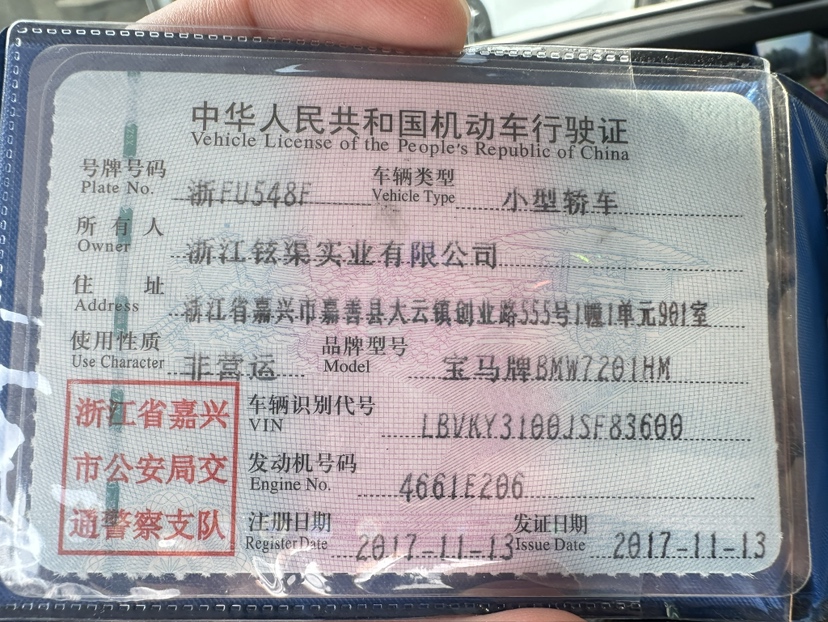 中华人民共和国机动车行驶证
Vehicle License of the People's Republic of China
号牌号码 浙FU548F 车辆类型 小型轿车
Plate No. Vehicle Type
所有人 浙江铉渠实业有限公司
Owner
住址 浙江省嘉兴市嘉善县大云镇创业路555号1幢1单元901室
Address
使用性质 非营运 品牌型号 宝马牌BMW7201HM
Use Character Model
浙江省嘉兴
市公安局交
通警察支队
车辆识别代号 LBVKY3100JSF83600
VIN
发动机号码 4661E206
Engine No.
注册日期 2017-11-13 发证日期 2017-11-13
Register Date Issue Date